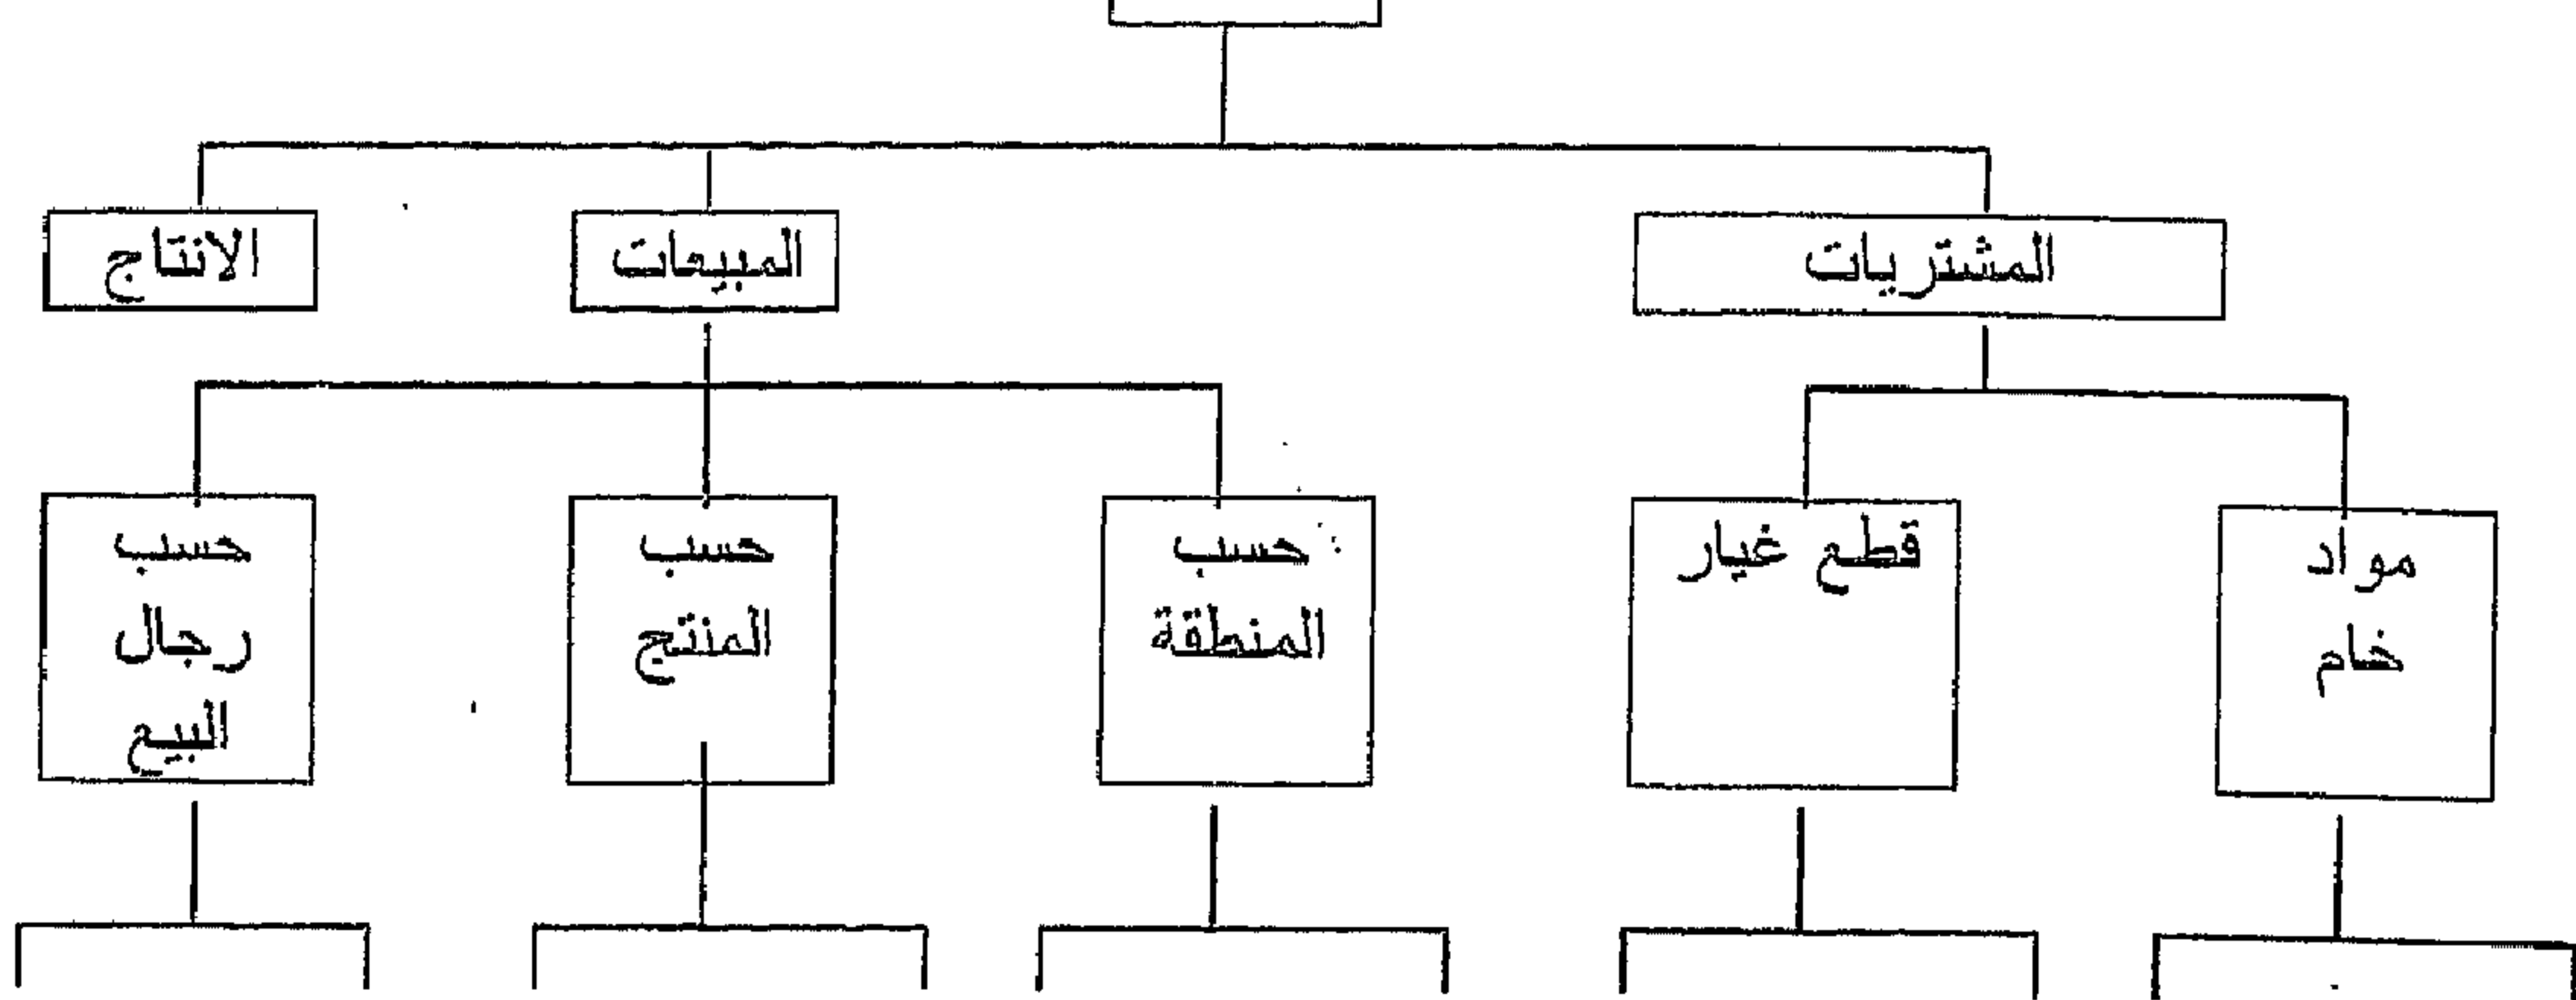 المشتريات
المبيعات
الانتاج
مواد
خام
قطع غيار
حسب
المنطقة
حسب
المنتج
حسب
رجال
البيع